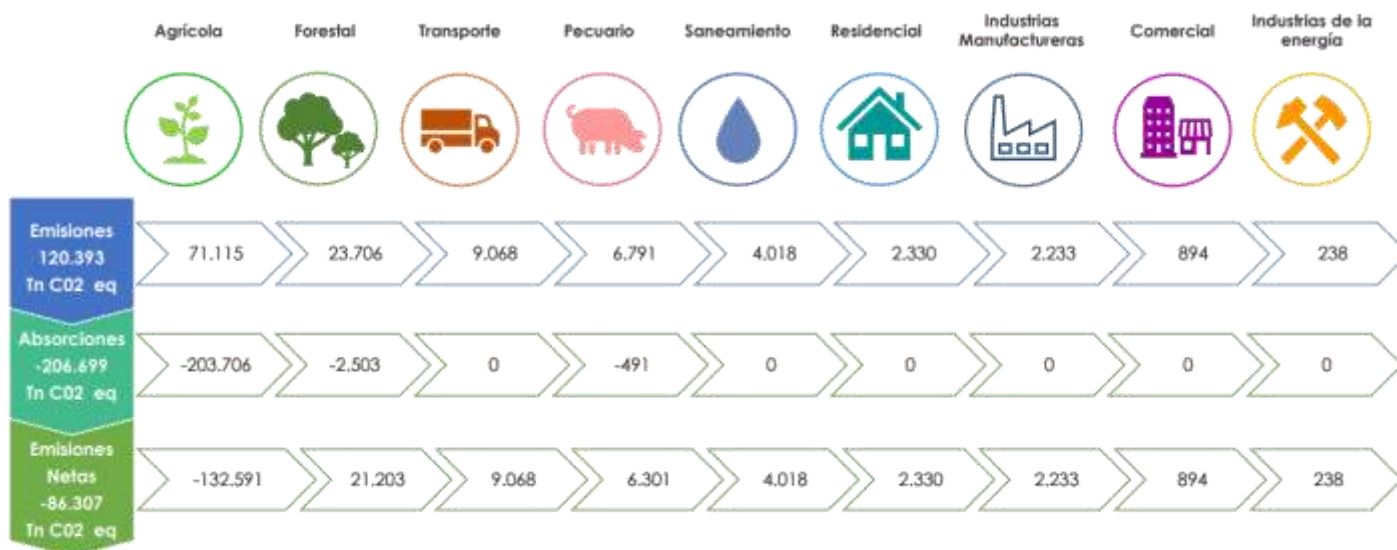 Agrícola
Forestal
Transporte
Pecuario
Saneamiento
Residencial
Industrias
Manufactureras
Comercial
Industrias de la
energía
Emisiones
120.393
Tn C02 eq
71.115
23.706
9.068
6.791
4.018
2.330
2.233
894
238
Absorciones
-206.699
Tn C02 eq
-203.706
-2.503
0
-491
0
0
0
0
0
Emisiones
Netas
-86.307
Tn C02 eq
-132.591
21.203
9.068
6.301
4.018
2.330
2.233
894
238